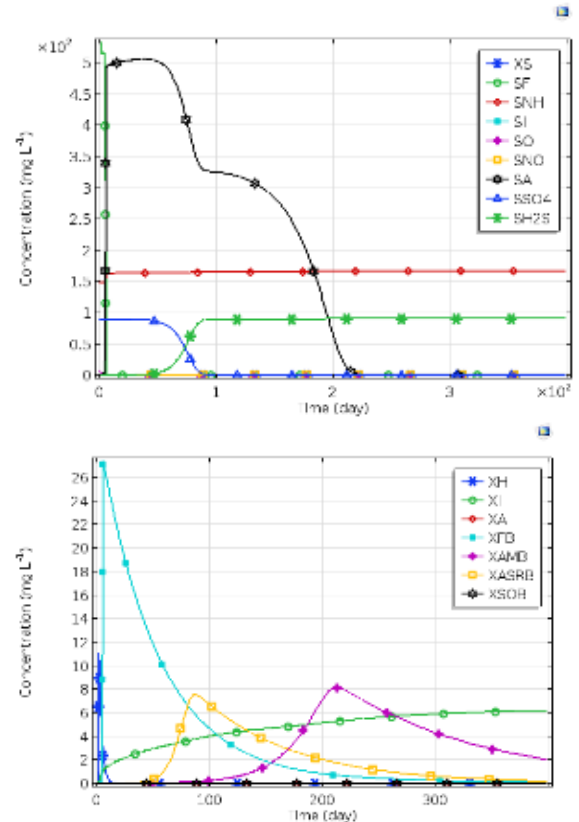 ×10²
5
4.5
4
3.5
3
2.5
2
1.5
1
0.5
0
Concentration (mg L⁻¹)
XS
SF
SNH
SI
SO
SNO
SA
SSO4
SH2S
0 1 2 3 ×10²
Time (day)
26
24
22
20
18
16
14
12
10
8
6
4
2
0
Concentration (mg L⁻¹)
XH
XI
XA
XFB
XAMB
XASRB
XSOB
0 100 200 300
Time (day)